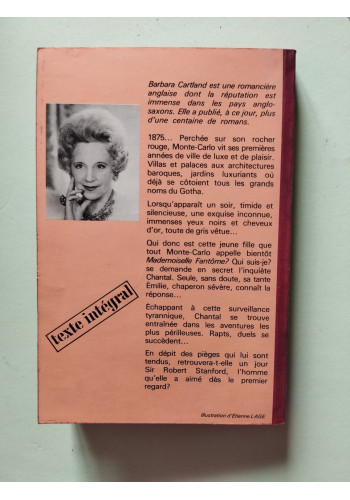 Barbara Cartland est une romancière
anglaise dont la réputation est
immense dans les pays anglo-
saxons. Elle a publié, à ce jour, plus
d'une centaine de romans.
1875... Perchée sur son rocher
rouge, Monte-Carlo vit ses premières
années de ville de luxe et de plaisir.
Villas et palaces aux architectures
baroques, jardins luxuriants où
déjà se côtoient tous les grands
noms du Gotha.
Lorsqu'apparaît un soir, timide et
silencieuse, une exquise inconnue,
immenses yeux noirs et cheveux
d'or, toute de gris vêtue...
Qui donc est cette jeune fille que
tout Monte-Carlo appelle bientôt
Mademoiselle Fantôme? Qui suis-je?
se demande en secret l'inquiète
Chantal. Seule, sans doute, sa tante
Émilie, chaperon sévère, connaît la
réponse...
Échappant à cette surveillance
tyrannique, Chantal se trouve
entraînée dans les aventures les
plus périlleuses. Rapts, duels se
succèdent...
En dépit des pièges qui lui sont
tendus, retrouvera-t-elle un jour
Sir Robert Stanford, l'homme
qu'elle a aimé dès le premier
regard?
texte intégral
Illustration d'Etienne LAGE